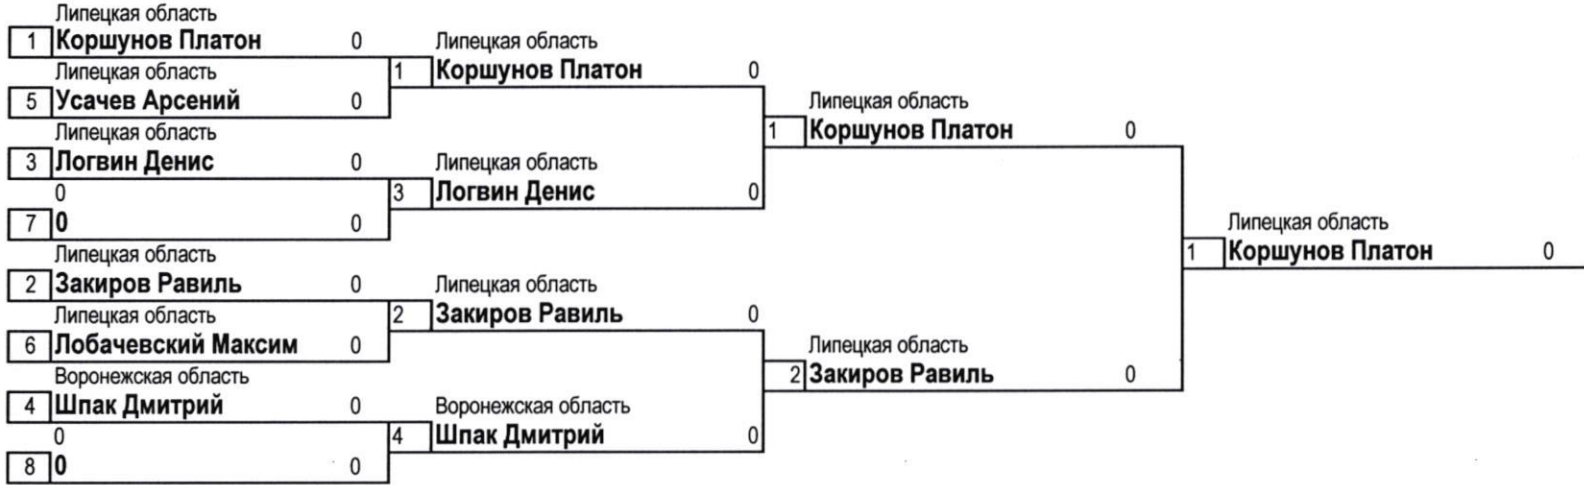 Липецкая область
1 Коршунов Платон 0
Липецкая область
5 Усачев Арсений 0
Липецкая область
3 Логвин Денис 0
0
7 0 0
Липецкая область
2 Закиров Равиль 0
Липецкая область
6 Лобачевский Максим 0
Воронежская область
4 Шпак Дмитрий 0
0
8 0 0
Липецкая область
1 Коршунов Платон 0
Липецкая область
3 Логвин Денис 0
Липецкая область
2 Закиров Равиль 0
Воронежская область
4 Шпак Дмитрий 0
Липецкая область
1 Коршунов Платон 0
Липецкая область
2 Закиров Равиль 0
Липецкая область
1 Коршунов Платон 0